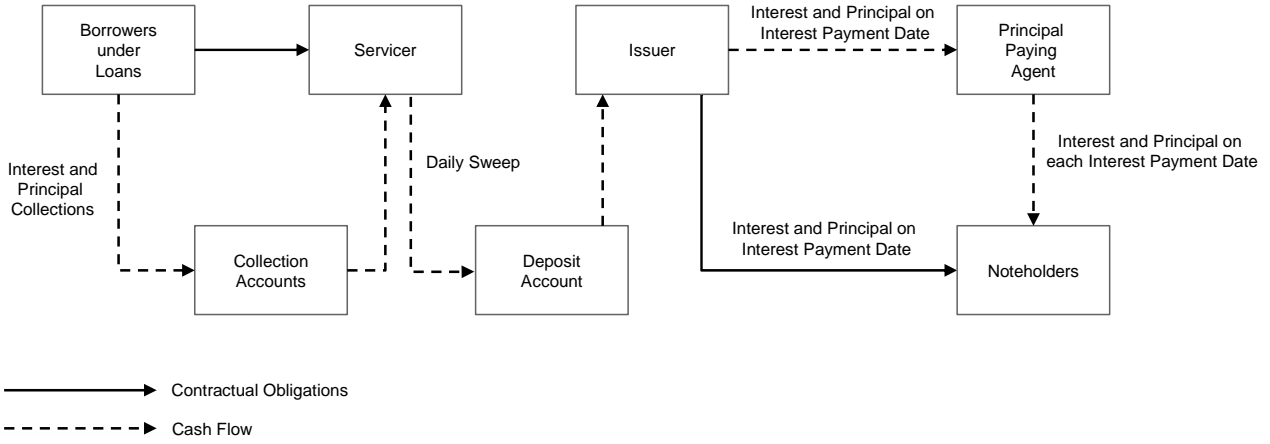 Borrowers
under
Loans
Servicer
Issuer
Interest and Principal on
Interest Payment Date
Principal
Paying
Agent
Interest and
Principal
Collections
Daily Sweep
Interest and Principal on
each Interest Payment Date
Collection
Accounts
Deposit
Account
Interest and Principal on
Interest Payment Date
Noteholders
Contractual Obligations
Cash Flow